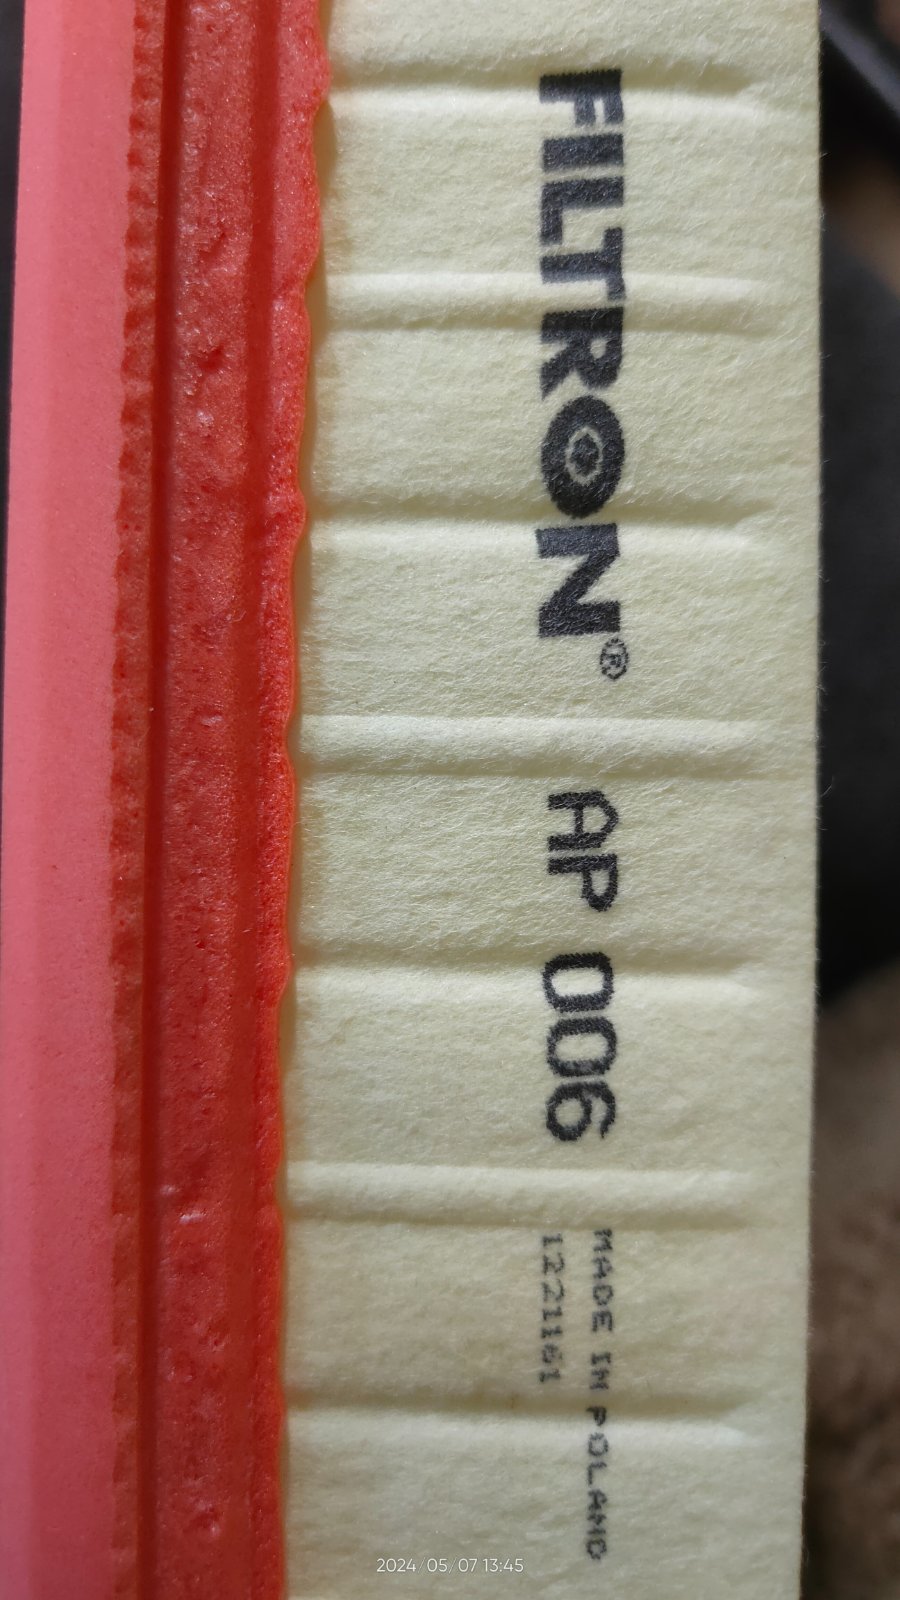 FILTRON® AP 006
MADE IN POLAND
1221161
2024/05/07 13:45